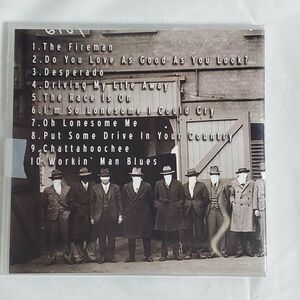 1.The Fireman
2.Do You Love As Good As You Look?
3.Desperado
4.Driving My Life Away
5.The Race Is On
6.I'm So Lonesome I Could Cry
7.Oh Lonesome Me
8.Put Some Drive In Your Country
9.Chattahoochee
10.Workin' Man Blues